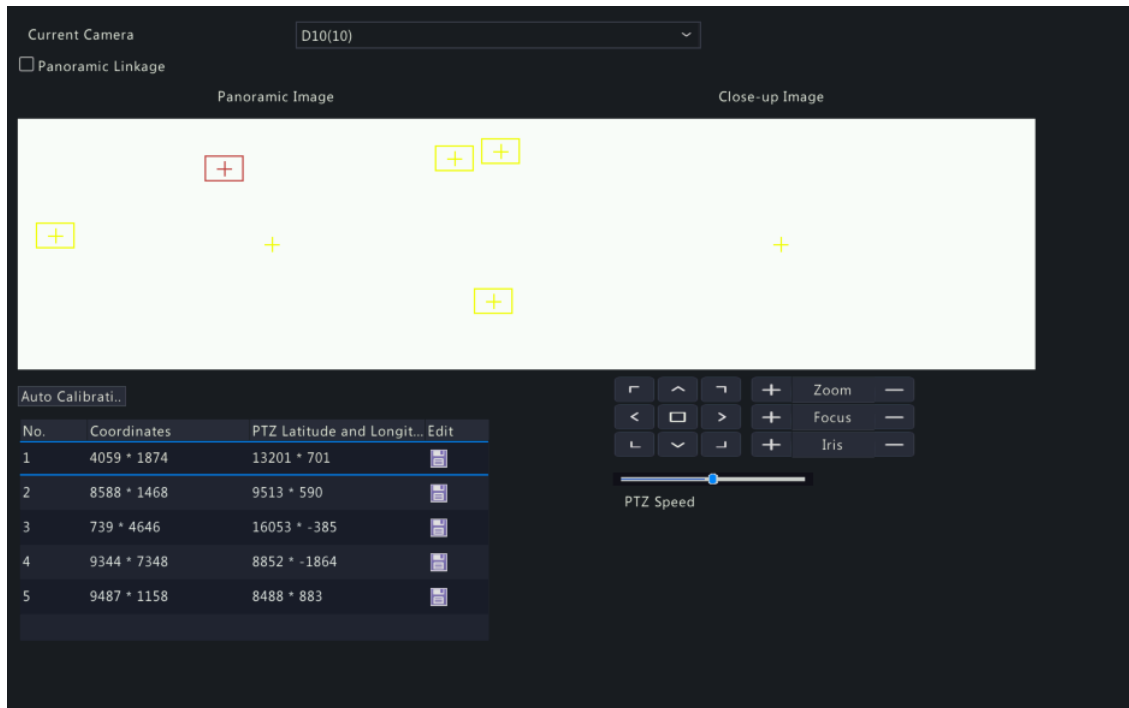 Current Camera D10(10)
Panoramic Linkage
Panoramic Image Close-up Image
Auto Calibrati..
No. Coordinates PTZ Latitude and Longit... Edit
1 4059 * 1874 13201 * 701
2 8588 * 1468 9513 * 590
3 739 * 4646 16053 * -385
4 9344 * 7348 8852 * -1864
5 9487 * 1158 8488 * 883
Zoom
Focus
Iris
PTZ Speed